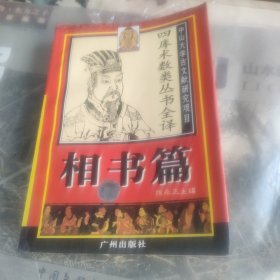 中山大学古文献研究项目
四库术数类丛书全译
相书篇
陈永正主编
广州出版社